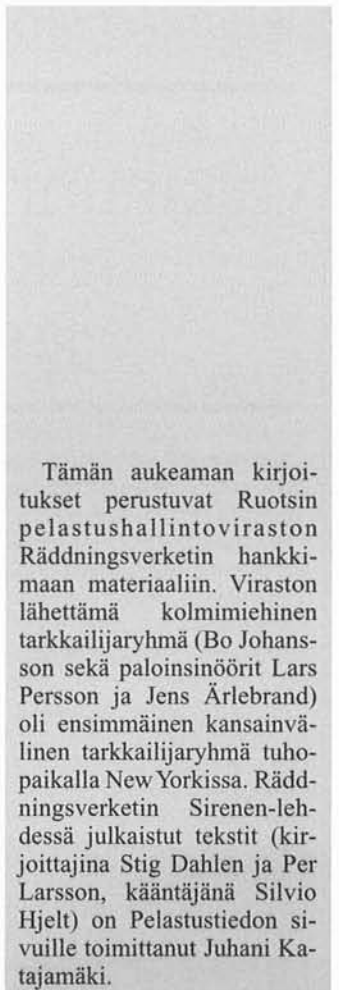 Tämän aukeaman kirjoi-
tukset perustuvat Ruotsin
pelastushallintoviraston
Räddningsverketin hankki-
maan materiaaliin. Viraston
lähettämä kolmimiehinen
tarkkailijaryhmä (Bo Johans-
son sekä paloinsinöörit Lars
Persson ja Jens Ärlebrand)
oli ensimmäinen kansainvä-
linen tarkkailijaryhmä tuho-
paikalla New Yorkissa. Rädd-
ningsverketin Sirenen-leh-
dessä julkaistut tekstit (kir-
joittajina Stig Dahlen ja Per
Larsson, kääntäjänä Silvio
Hjelt) on Pelastustiedon si-
vuille toimittanut Juhani Ka-
tajamäki.